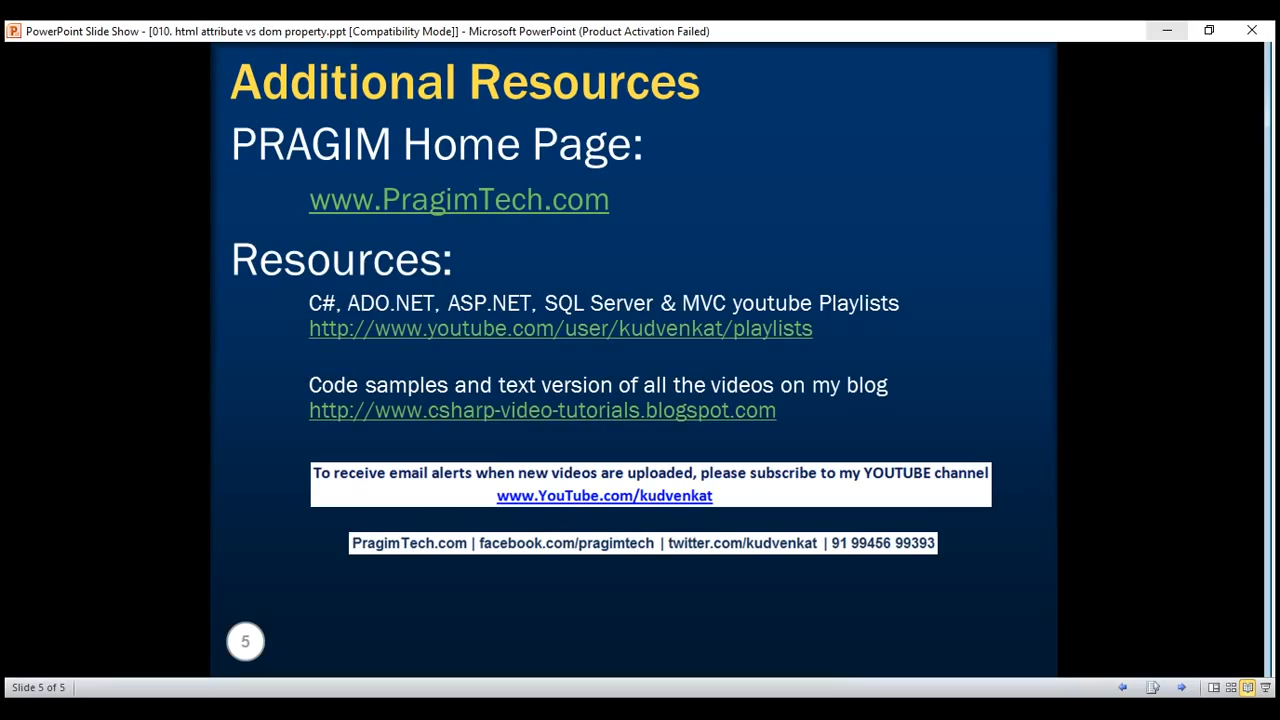 PowerPoint Slide Show - [010. html attribute vs dom property.ppt [Compatibility Mode]] - Microsoft PowerPoint (Product Activation Failed)
Additional Resources
PRAGIM Home Page:
www.PragimTech.com
Resources:
C#, ADO.NET, ASP.NET, SQL Server & MVC youtube Playlists
http://www.youtube.com/user/kudvenkat/playlists
Code samples and text version of all the videos on my blog
http://www.csharp-video-tutorials.blogspot.com
To receive email alerts when new videos are uploaded, please subscribe to my YOUTUBE channel
www.YouTube.com/kudvenkat
PragimTech.com | facebook.com/pragimtech | twitter.com/kudvenkat | 91 99456 99393
5
Slide 5 of 5